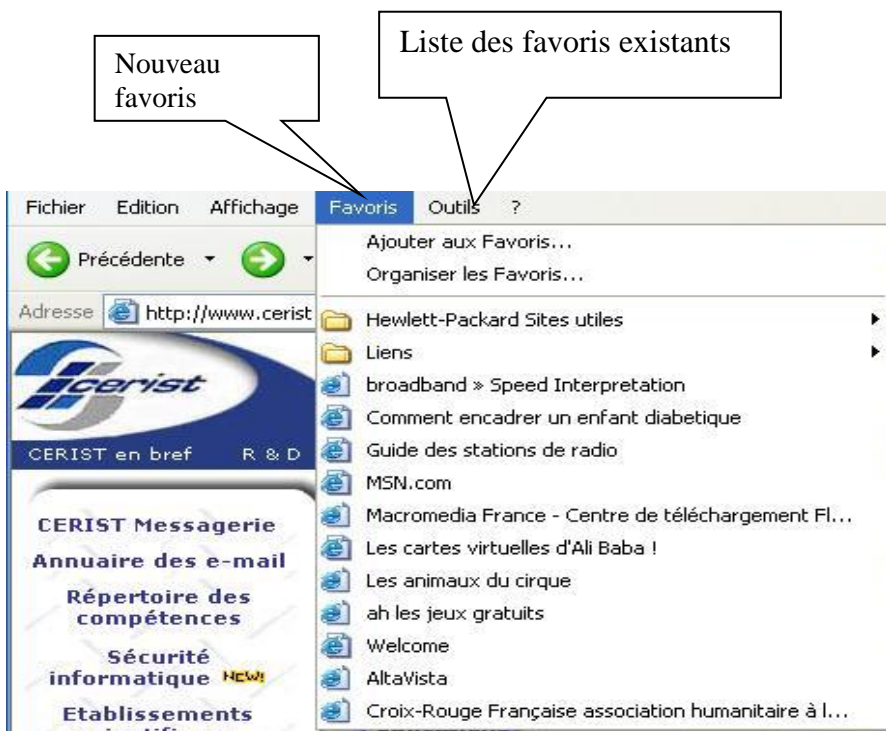 Nouveau
favoris
Liste des favoris existants
Fichier Edition Affichage Favoris Outils ?
Précédente
Adresse http://www.cerist
cerist
CERIST en bref R & D
CERIST Messagerie
Annuaire des e-mail
Répertoire des
compétences
Sécurité
informatique NEW!
Etablissements
Ajouter aux Favoris...
Organiser les Favoris...
Hewlett-Packard Sites utiles
Liens
broadband » Speed Interpretation
Comment encadrer un enfant diabetique
Guide des stations de radio
MSN.com
Macromedia France - Centre de téléchargement Fl...
Les cartes virtuelles d'Ali Baba !
Les animaux du cirque
ah les jeux gratuits
Welcome
AltaVista
Croix-Rouge Française association humanitaire à l...